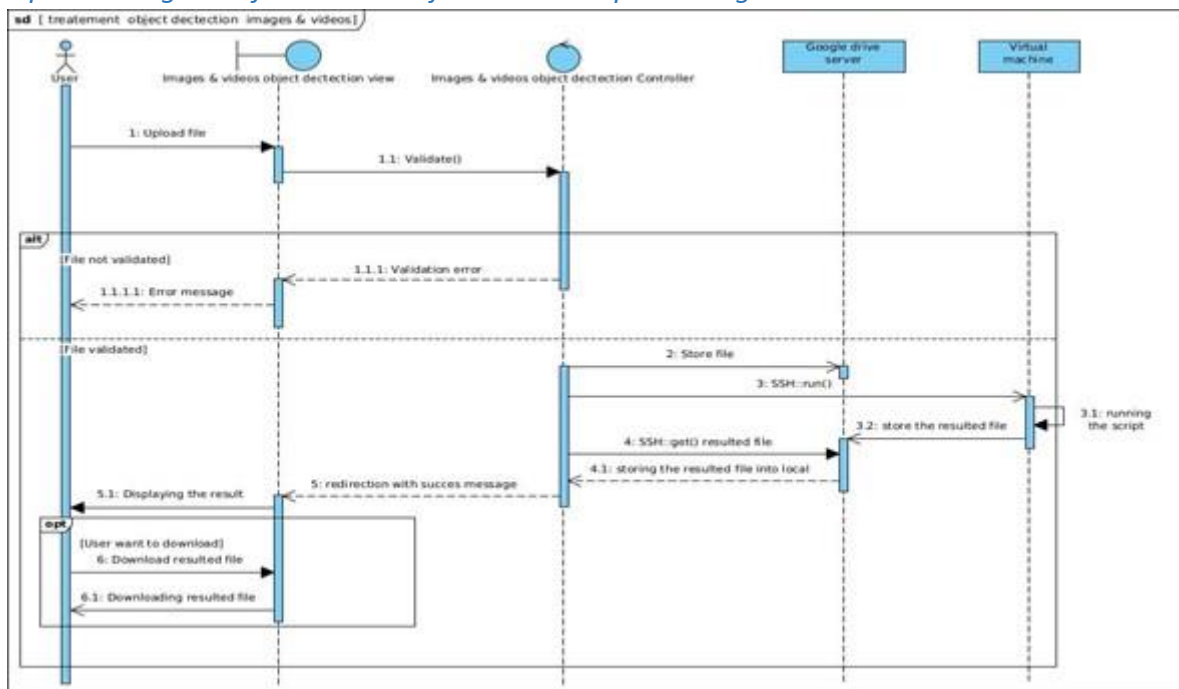 sd [ treatement object dectection images & videos]
Google drive
server
Virtual
machine
User
Images & videos object dectection view
Images & videos object dectection Controller
1: Upload file
1.1: Validate()
alt
[File not validated]
1.1.1: Validation error
1.1.1.1: Error message
[File validated]
2: Store file
3: SSH::run()
3.1: running
the script
3.2: store the resulted file
4: SSH::get() resulted file
4.1: storing the resulted file into local
5: redirection with succes message
5.1: Displaying the result
opt
[User want to download]
6: Download resulted file
6.1: Downloading resulted file